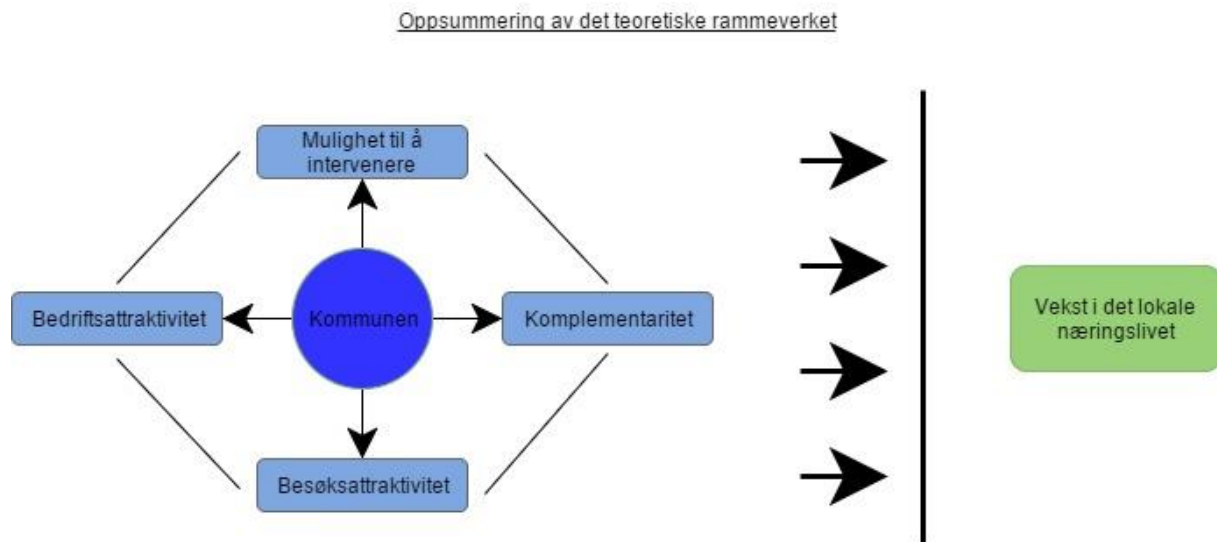 Oppsummering av det teoretiske rammeverket
Mulighet til å
intervenere
Bedriftsattraktivitet
Kommunen
Komplementaritet
Besøksattraktivitet
Vekst i det lokale
næringslivet